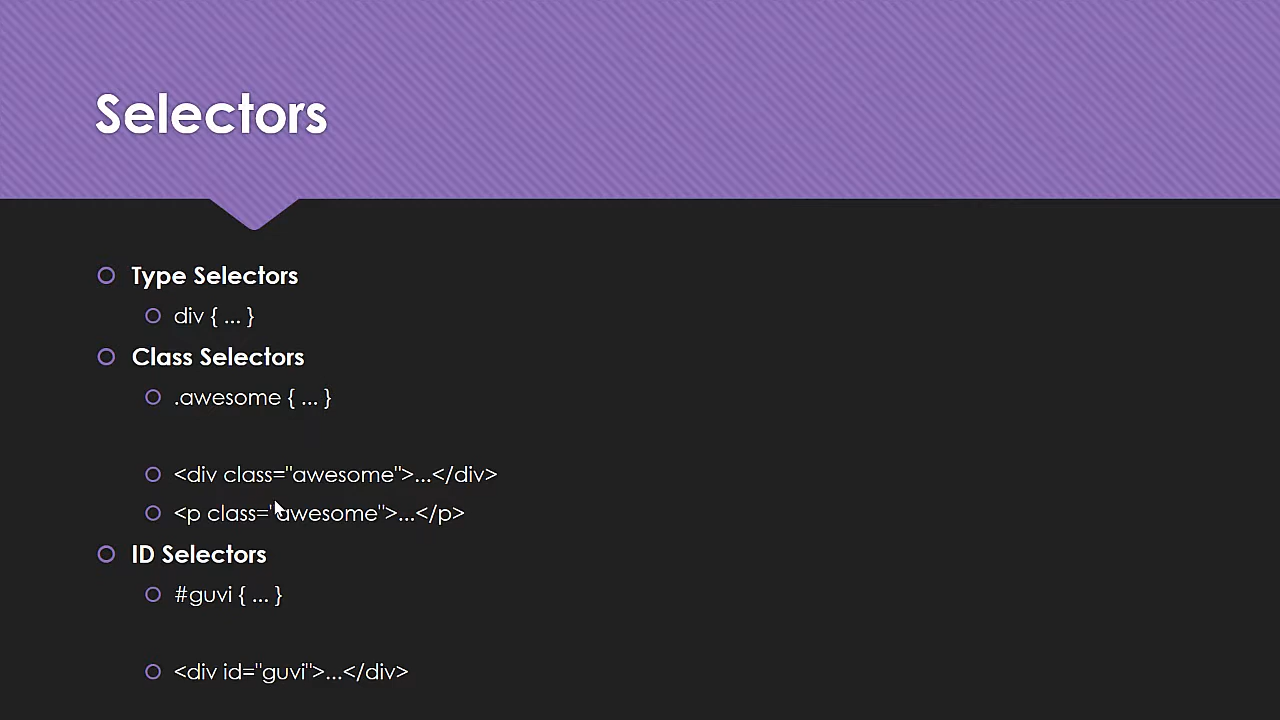 Selectors
Type Selectors
div { ... }
Class Selectors
.awesome { ... }
<div class="awesome">...</div>
<p class="awesome">...</p>
ID Selectors
#guvi { ... }
<div id="guvi">...</div>